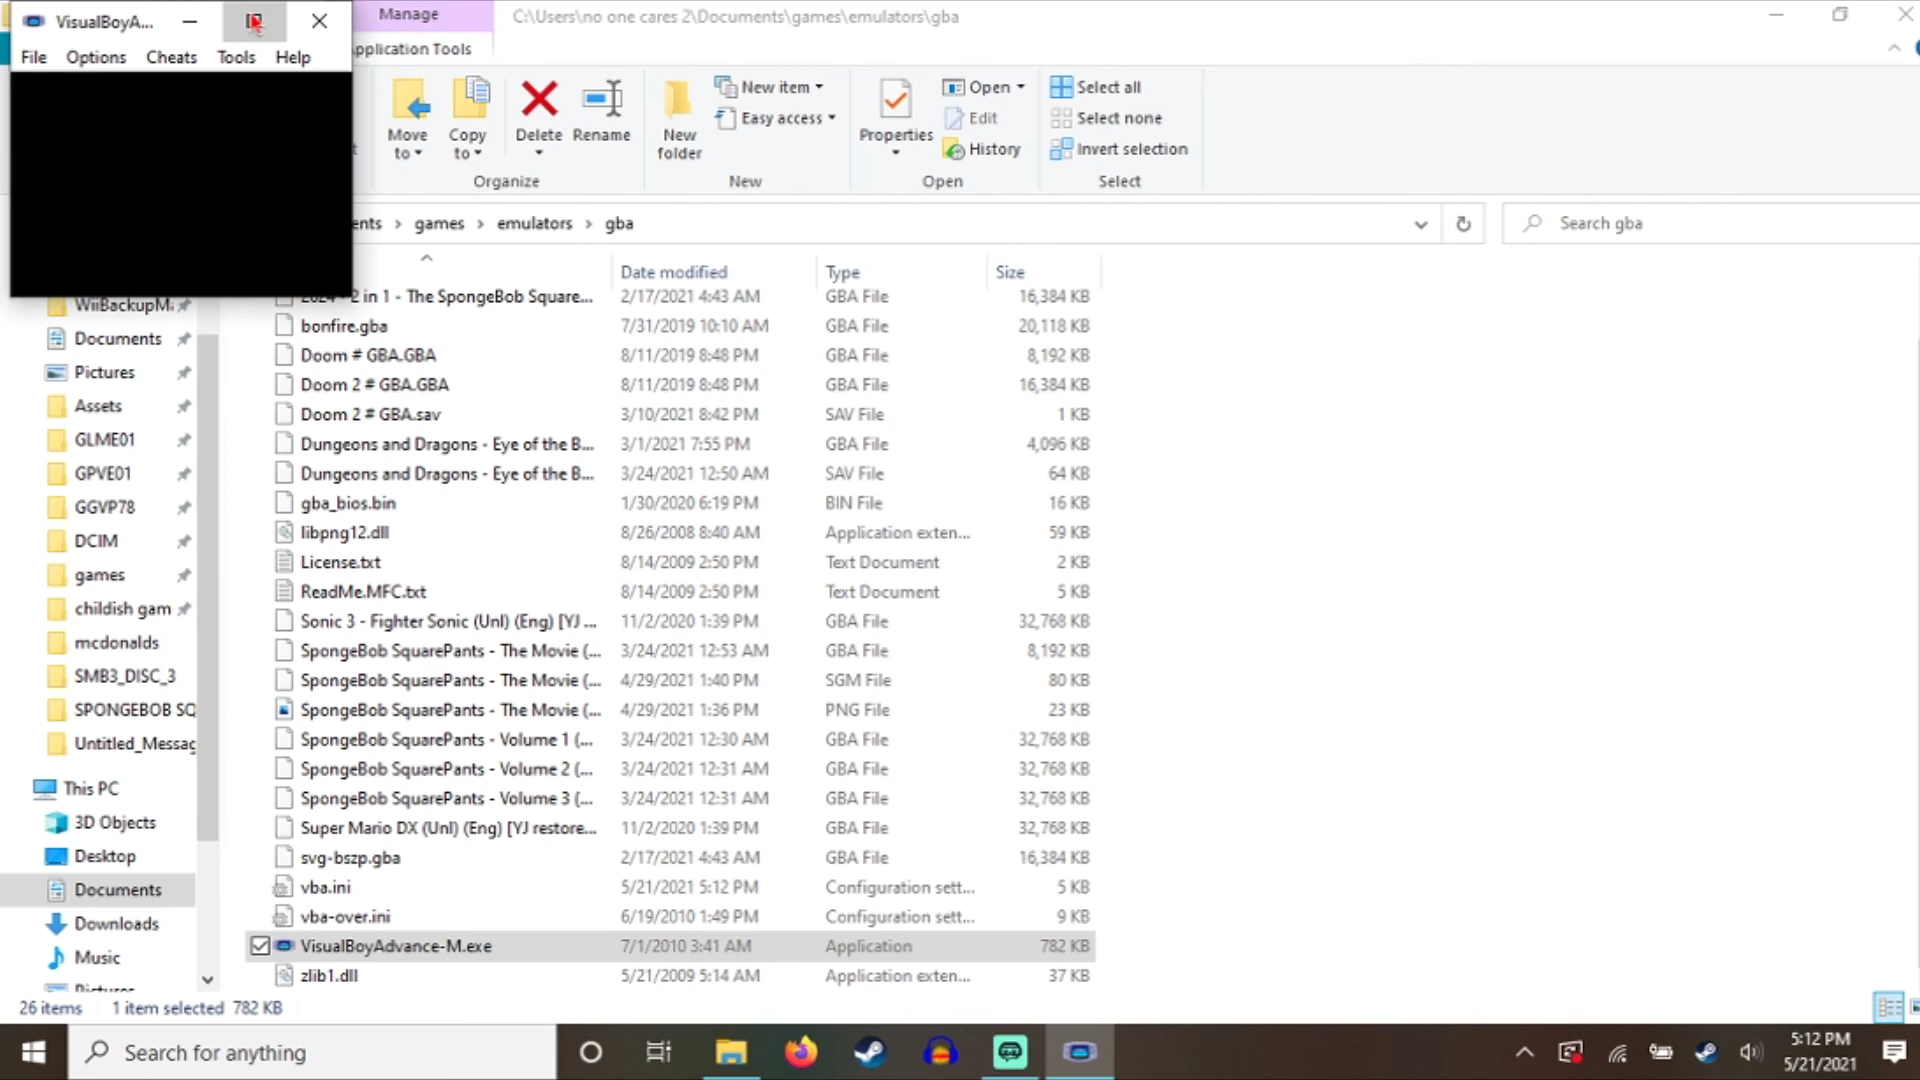 VisualBoyA...
File Options Cheats Tools Help
Manage
C:\Users\no one cares 2\Documents\games\emulators\gba
pplication Tools
Move to
Copy to
Delete
Rename
Organize
New folder
New item
Easy access
New
Properties
Open
Edit
History
Open
Select all
Select none
Invert selection
Select
ents > games > emulators > gba
Search gba
Date modified Type Size
2024 - 2 in 1 - The SpongeBob Square... 2/17/2021 4:43 AM GBA File 16,384 KB
bonfire.gba 7/31/2019 10:10 AM GBA File 20,118 KB
Doom # GBA.GBA 8/11/2019 8:48 PM GBA File 8,192 KB
Doom 2 # GBA.GBA 8/11/2019 8:48 PM GBA File 16,384 KB
Doom 2 # GBA.sav 3/10/2021 8:42 PM SAV File 1 KB
Dungeons and Dragons - Eye of the B... 3/1/2021 7:55 PM GBA File 4,096 KB
Dungeons and Dragons - Eye of the B... 3/24/2021 12:50 AM SAV File 64 KB
gba_bios.bin 1/30/2020 6:19 PM BIN File 16 KB
libpng12.dll 8/26/2008 8:40 AM Application exten... 59 KB
License.txt 8/14/2009 2:50 PM Text Document 2 KB
ReadMe.MFC.txt 8/14/2009 2:50 PM Text Document 5 KB
Sonic 3 - Fighter Sonic (Unl) (Eng) [YJ ... 11/2/2020 1:39 PM GBA File 32,768 KB
SpongeBob SquarePants - The Movie (... 3/24/2021 12:53 AM GBA File 8,192 KB
SpongeBob SquarePants - The Movie (... 4/29/2021 1:40 PM SGM File 80 KB
SpongeBob SquarePants - The Movie (... 4/29/2021 1:36 PM PNG File 23 KB
SpongeBob SquarePants - Volume 1 (... 3/24/2021 12:30 AM GBA File 32,768 KB
SpongeBob SquarePants - Volume 2 (... 3/24/2021 12:31 AM GBA File 32,768 KB
SpongeBob SquarePants - Volume 3 (... 3/24/2021 12:31 AM GBA File 32,768 KB
Super Mario DX (Unl) (Eng) [YJ restore... 11/2/2020 1:39 PM GBA File 32,768 KB
svg-bszp.gba 2/17/2021 4:43 AM GBA File 16,384 KB
vba.ini 5/21/2021 5:12 PM Configuration sett... 5 KB
vba-over.ini 6/19/2010 1:49 PM Configuration sett... 9 KB
VisualBoyAdvance-M.exe 7/1/2010 3:41 AM Application 782 KB
zlib1.dll 5/21/2009 5:14 AM Application exten... 37 KB
WiiBackupMa
Documents
Pictures
Assets
GLME01
GPVE01
GGVP78
DCIM
games
childish gam
mcdonalds
SMB3_DISC_3
SPONGEBOB SQ
Untitled_Messag
This PC
3D Objects
Desktop
Documents
Downloads
Music
Pictures
26 items 1 item selected 782 KB
Search for anything
5:12 PM
5/21/2021